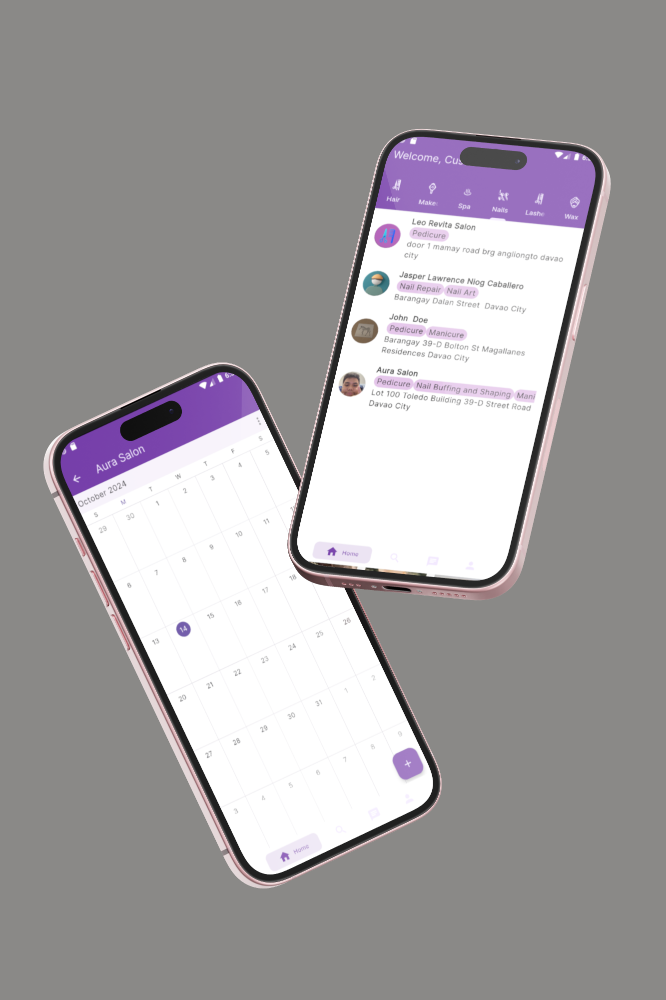 Welcome, Cus
Hair
Make
Spa
Nails
Lashe
Wax
Leo Revita Salon
Pedicure
door 1 mamay road brg angliongto davao
city
Jasper Lawrence Niog Caballero
Nail Repair Nail Art
Barangay Dalan Street Davao City
John Doe
Pedicure Manicure
Barangay 39-D Bolton St Magallanes
Residences Davao City
Aura Salon
Pedicure Nail Buffing and Shaping Mani
Lot 100 Toledo Building 39-D Street Road
Davao City
Home
Aura Salon
October 2024
S M T W T F S
29 30 1 2 3 4 5
6 7 8 9 10 11
13 14 15 16 17 18
20 21 22 23 24 25 26
27 28 29 30 31 1 2
3 4 5 6 7 8 9
+
Home